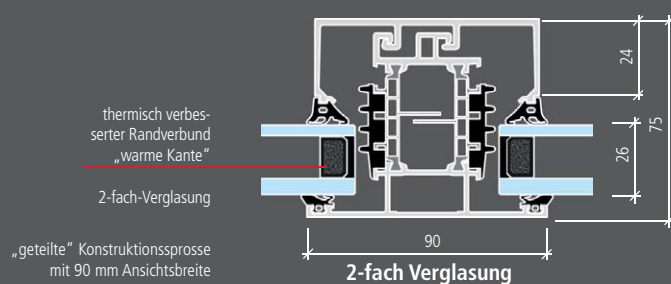 thermisch verbes-
serter Randverbund
„warme Kante“
2-fach-Verglasung
„geteilte“ Konstruktionssprosse
mit 90 mm Ansichtsbreite
24
75
26
90
2-fach Verglasung